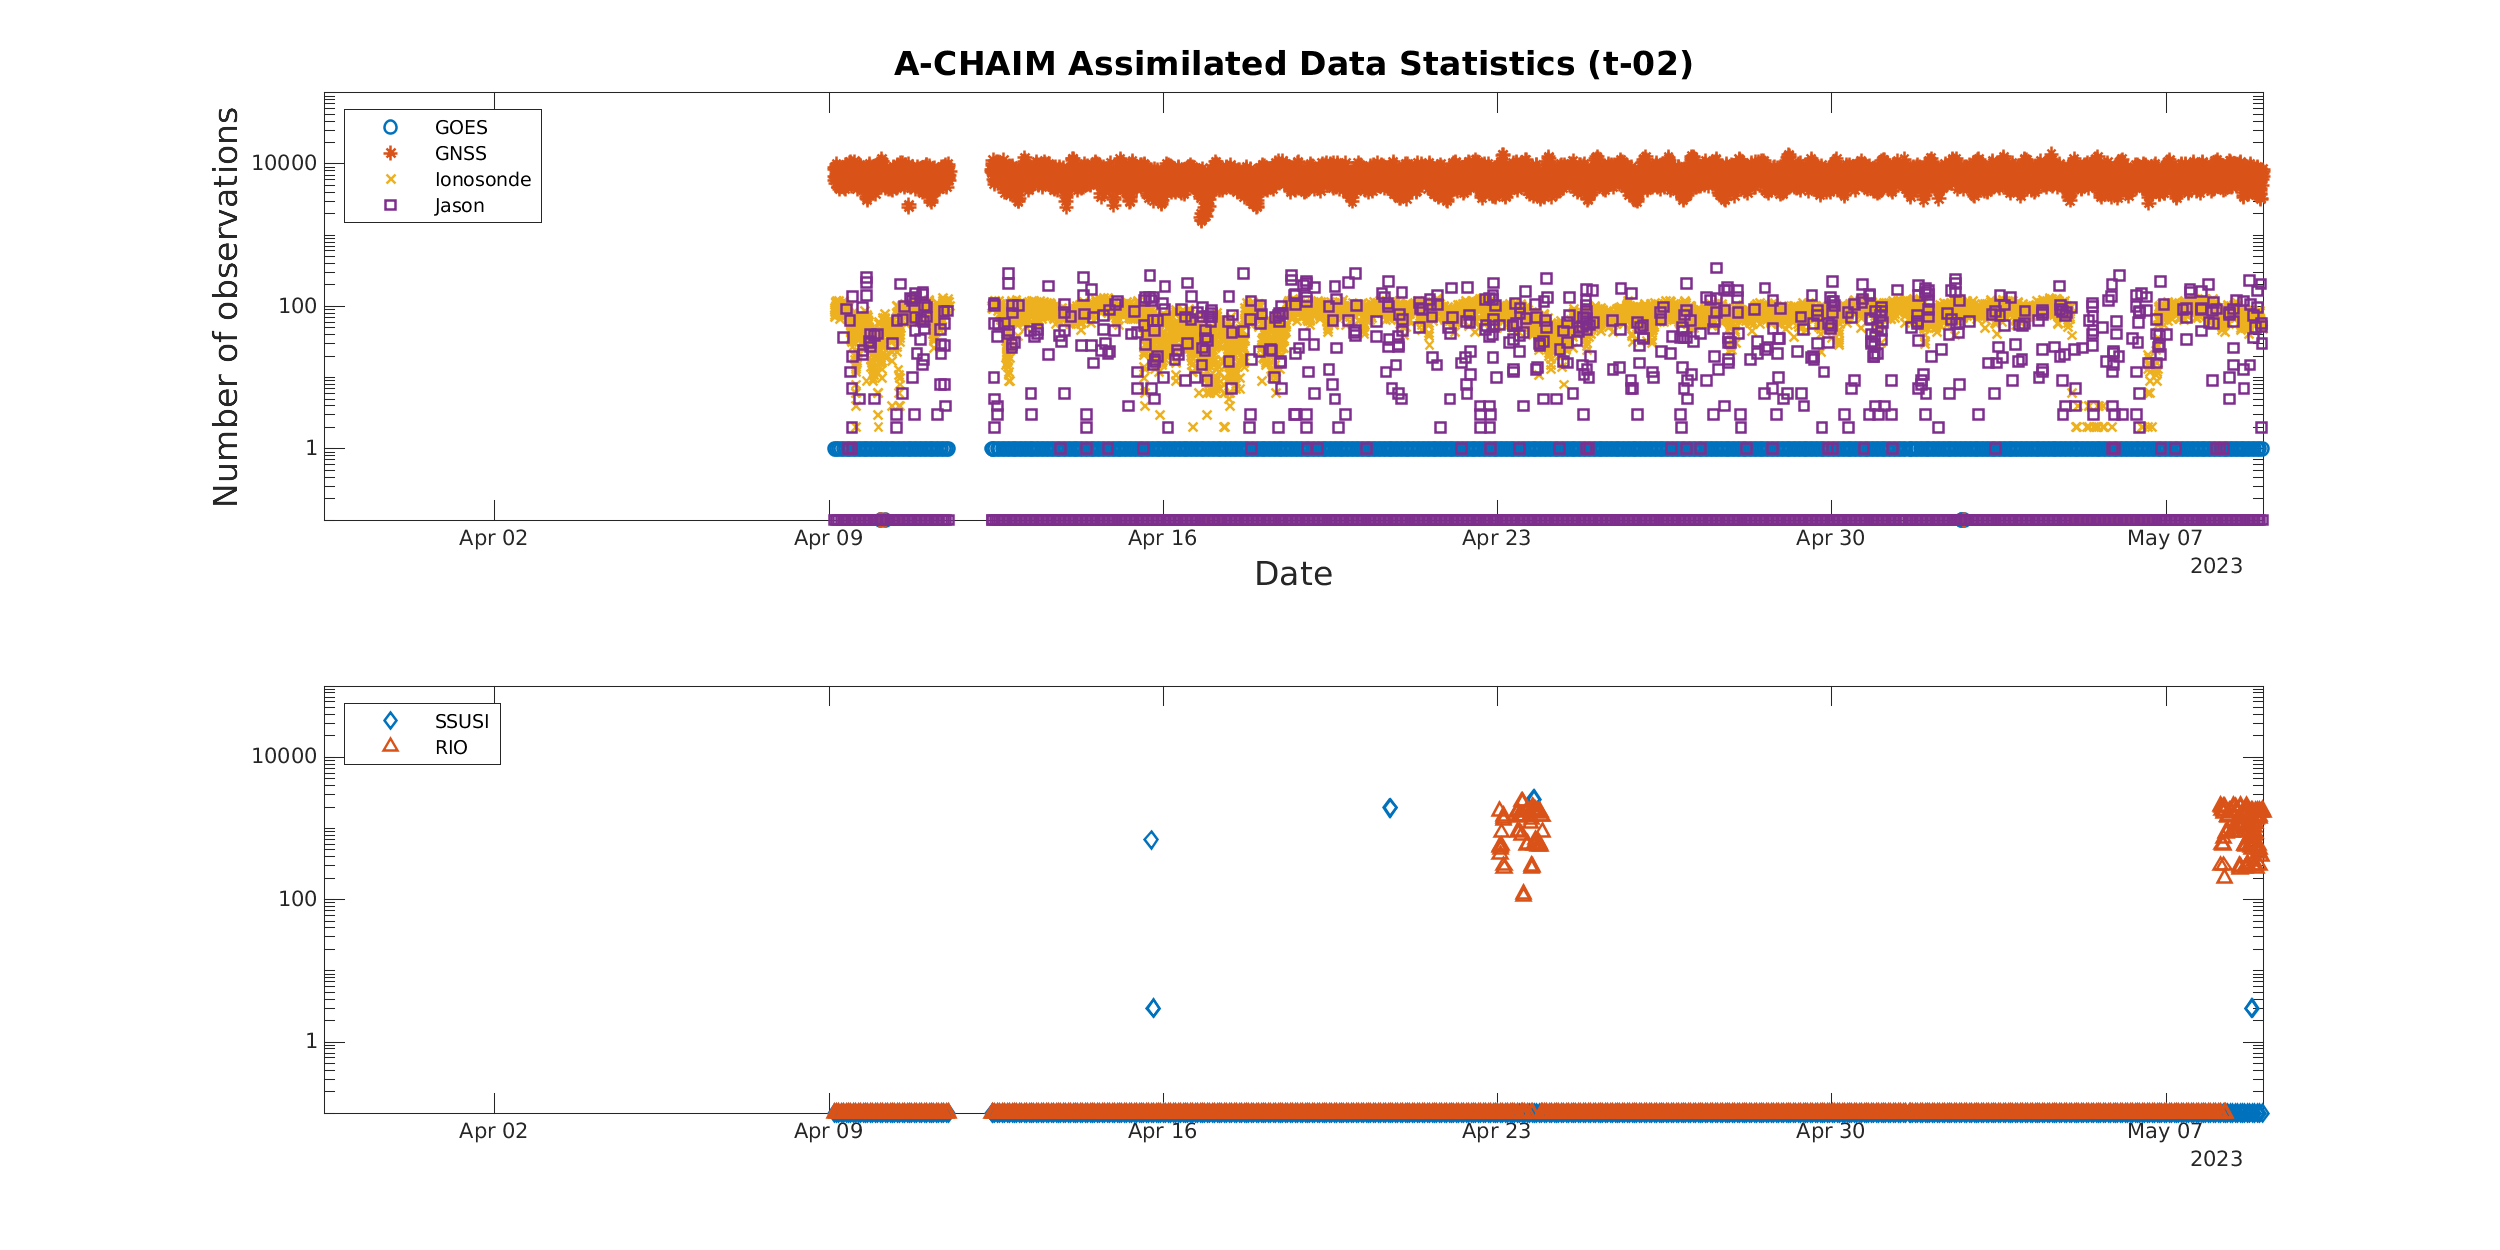 A-CHAIM Assimilated Data Statistics (t-02)
Number of observations
10000
100
1
GOES
GNSS
Ionosonde
Jason
Apr 02
Apr 09
Apr 16
Apr 23
Apr 30
May 07
2023
Date
10000
100
1
SSUSI
RIO
Apr 02
Apr 09
Apr 16
Apr 23
Apr 30
May 07
2023